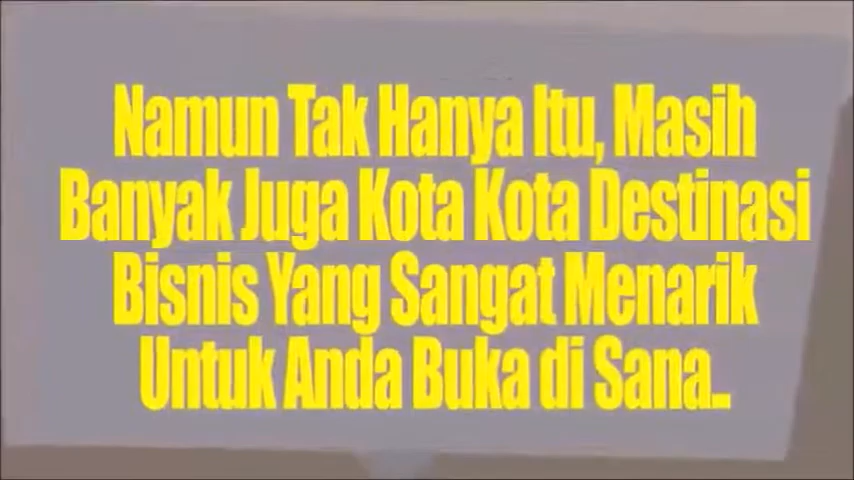 Namun Tak Hanya Itu, Masih
Banyak Juga Kota Kota Destinasi
Bisnis Yang Sangat Menarik
Untuk Anda Buka di Sana..